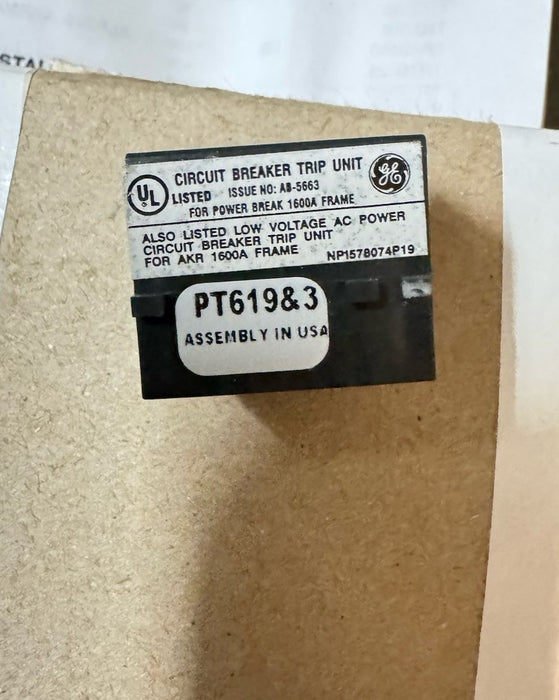 STAL
UL
CIRCUIT BREAKER TRIP UNIT
LISTED ISSUE NO: AB-5663
FOR POWER BREAK 1600A FRAME
GE
ALSO LISTED LOW VOLTAGE AC POWER
CIRCUIT BREAKER TRIP UNIT
FOR AKR 1600A FRAME NP1578074P19
PT619&3
ASSEMBLY IN USA